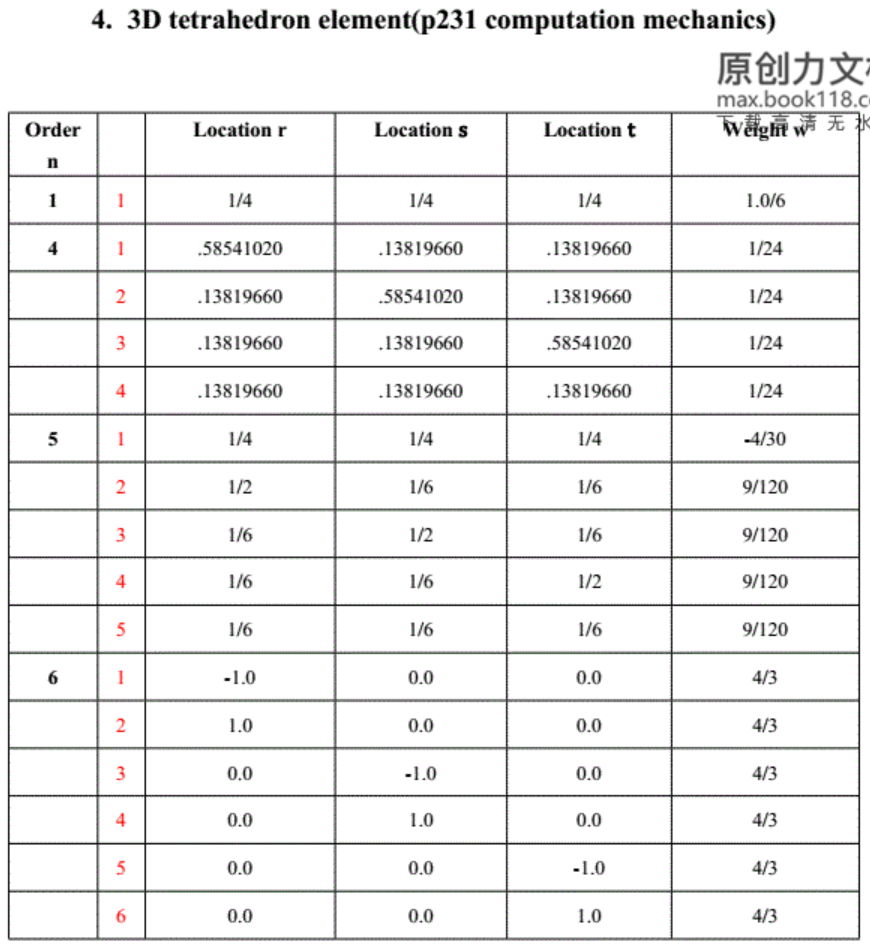 4. 3D tetrahedron element(p231 computation mechanics)
原创力文
max.book118.c
下载高清无水
Order n Location r Location s Location t Weight w
1 1 1/4 1/4 1/4 1.0/6
4 1 .58541020 .13819660 .13819660 1/24
2 .13819660 .58541020 .13819660 1/24
3 .13819660 .13819660 .58541020 1/24
4 .13819660 .13819660 .13819660 1/24
5 1 1/4 1/4 1/4 -4/30
2 1/2 1/6 1/6 9/120
3 1/6 1/2 1/6 9/120
4 1/6 1/6 1/2 9/120
5 1/6 1/6 1/6 9/120
6 1 -1.0 0.0 0.0 4/3
2 1.0 0.0 0.0 4/3
3 0.0 -1.0 0.0 4/3
4 0.0 1.0 0.0 4/3
5 0.0 0.0 -1.0 4/3
6 0.0 0.0 1.0 4/3